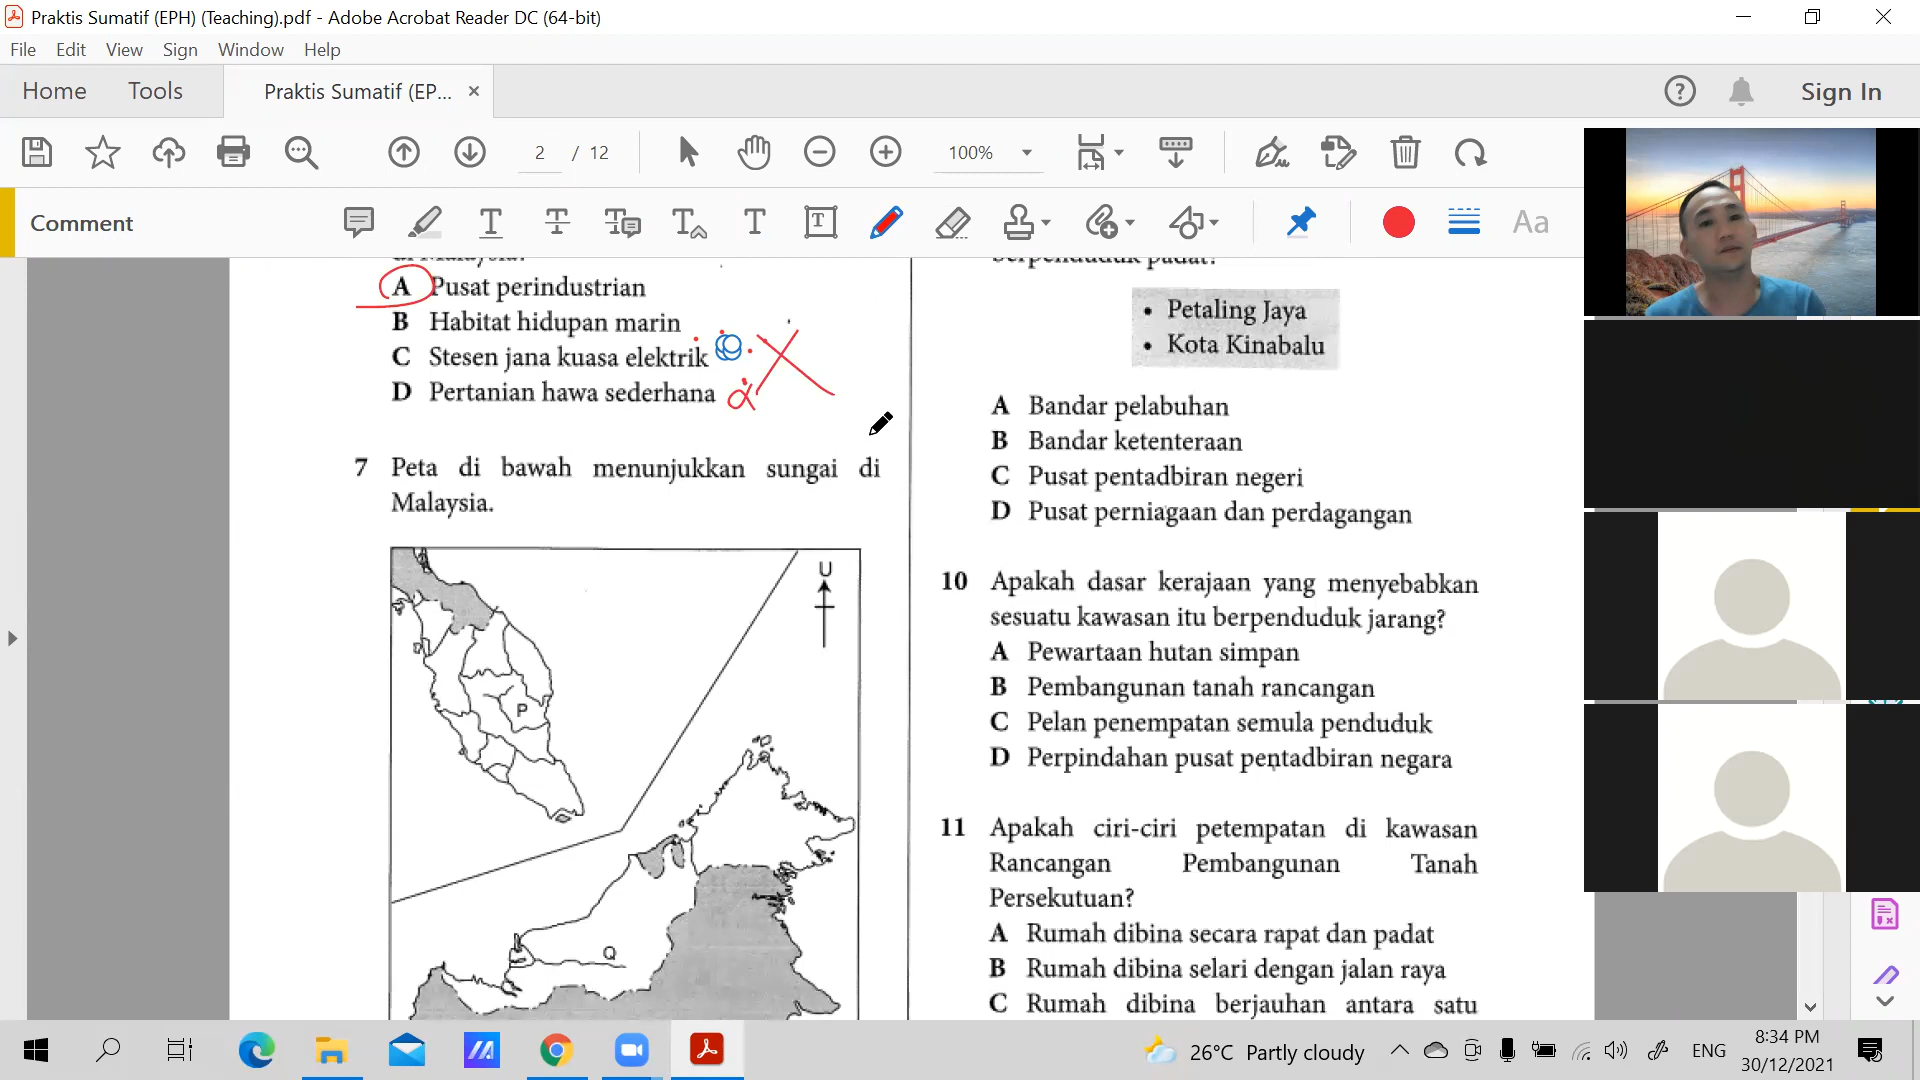 Praktis Sumatif (EPH) (Teaching).pdf - Adobe Acrobat Reader DC (64-bit)
File Edit View Sign Window Help
Home Tools Praktis Sumatif (EP... × Sign In
2 / 12 100%
Comment
Aa
A Pusat perindustrian
B Habitat hidupan marin
C Stesen jana kuasa elektrik
D Pertanian hawa sederhana
7 Peta di bawah menunjukkan sungai di
Malaysia.
U
P
Q
berpenduduk padat?
• Petaling Jaya
• Kota Kinabalu
A Bandar pelabuhan
B Bandar ketenteraan
C Pusat pentadbiran negeri
D Pusat perniagaan dan perdagangan
10 Apakah dasar kerajaan yang menyebabkan
sesuatu kawasan itu berpenduduk jarang?
A Pewartaan hutan simpan
B Pembangunan tanah rancangan
C Pelan penempatan semula penduduk
D Perpindahan pusat pentadbiran negara
11 Apakah ciri-ciri petempatan di kawasan
Rancangan Pembangunan Tanah
Persekutuan?
A Rumah dibina secara rapat dan padat
B Rumah dibina selari dengan jalan raya
C Rumah dibina berjauhan antara satu
26°C Partly cloudy ENG 8:34 PM
30/12/2021